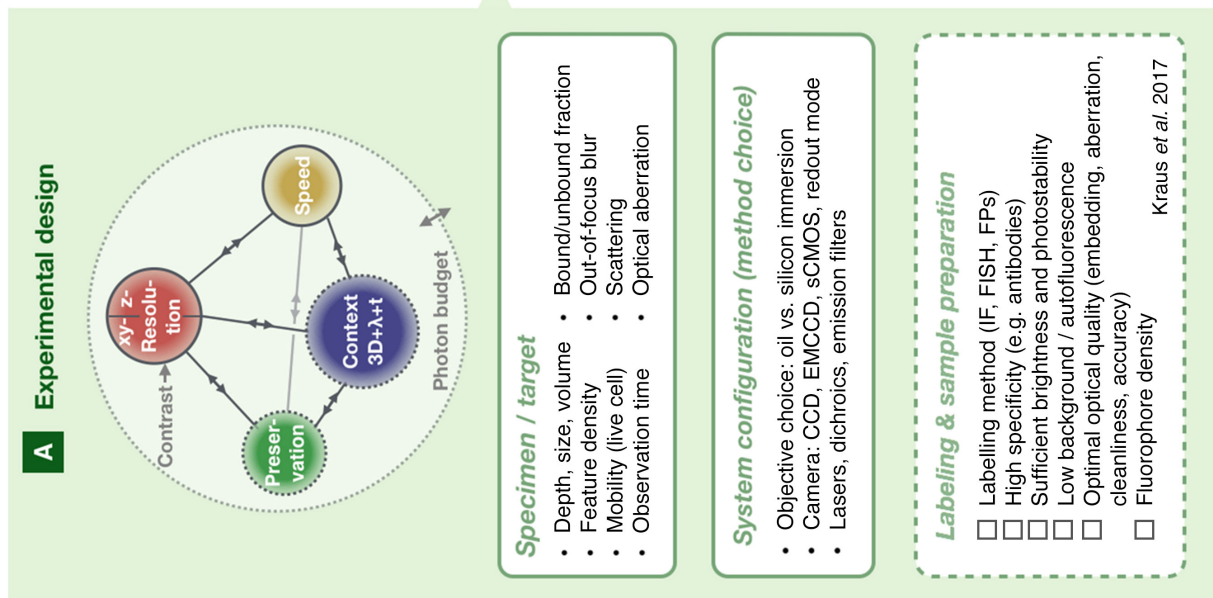 A Experimental design
xy- z-
Resolu-
tion
Contrast
Speed
Preser-
vation
Context
3D+λ+t
Photon budget
Specimen / target
• Depth, size, volume
• Feature density
• Mobility (live cell)
• Observation time
• Bound/unbound fraction
• Out-of-focus blur
• Scattering
• Optical aberration
System configuration (method choice)
• Objective choice: oil vs. silicon immersion
• Camera: CCD, EMCCD, sCMOS, redout mode
• Lasers, dichroics, emission filters
Labeling & sample preparation
Labelling method (IF, FISH, FPs)
High specificity (e.g. antibodies)
Sufficient brightness and photostability
Low background / autofluorescence
Optimal optical quality (embedding, aberration,
cleanliness, accuracy)
Fluorophore density
Kraus et al. 2017